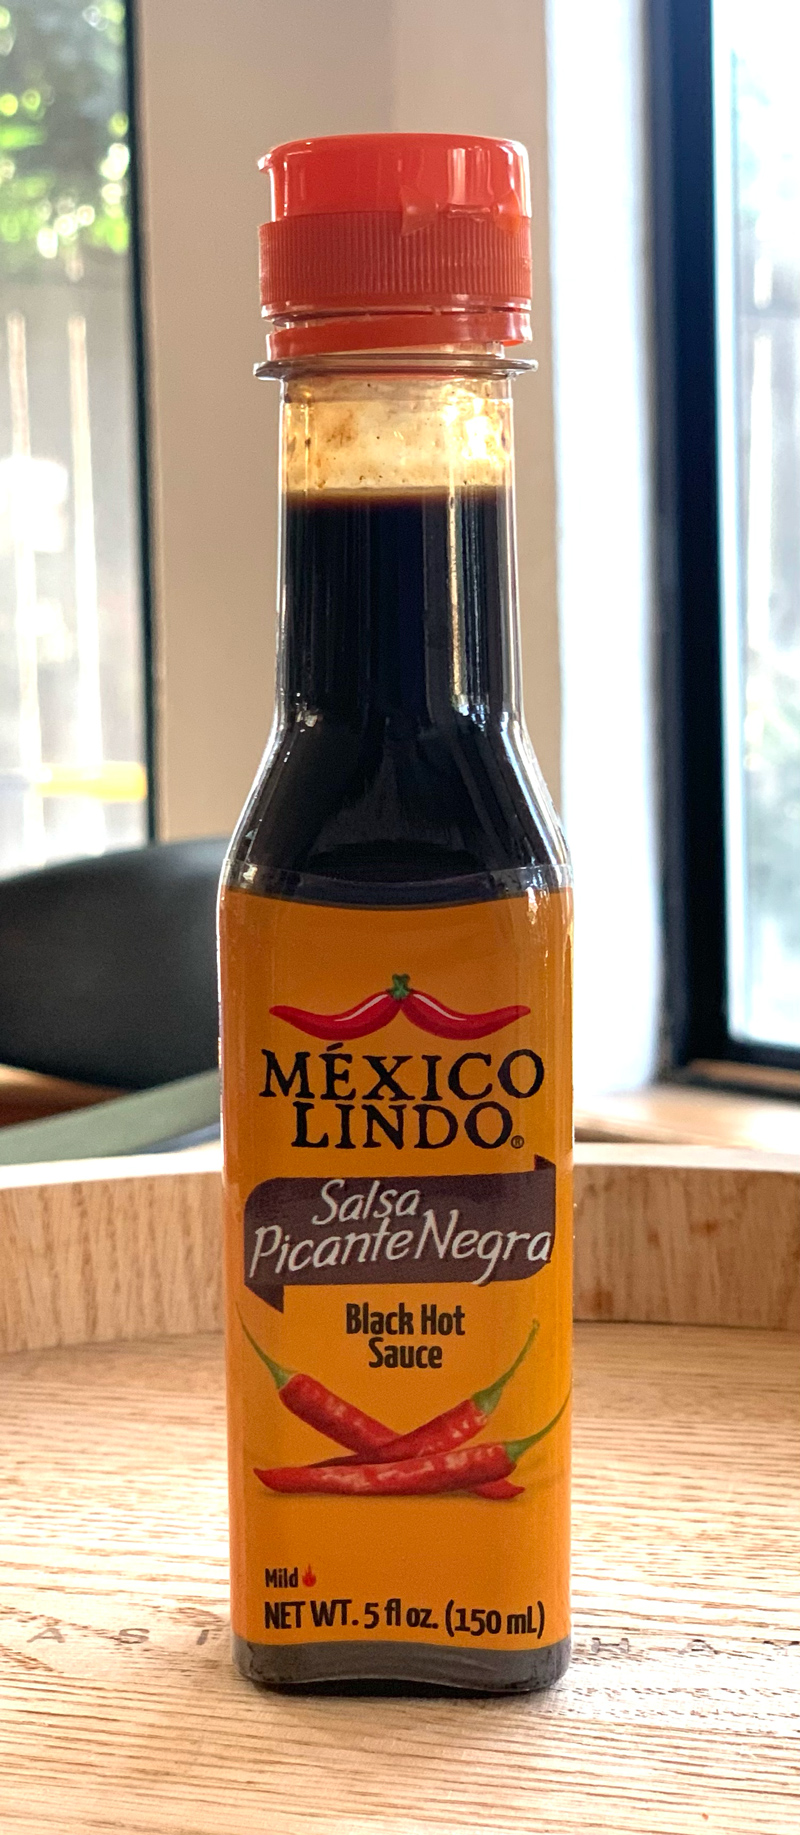 MÉXICO
LINDO®
Salsa
Picante Negra
Black Hot
Sauce
Mild
NET WT. 5 fl oz. (150 mL)